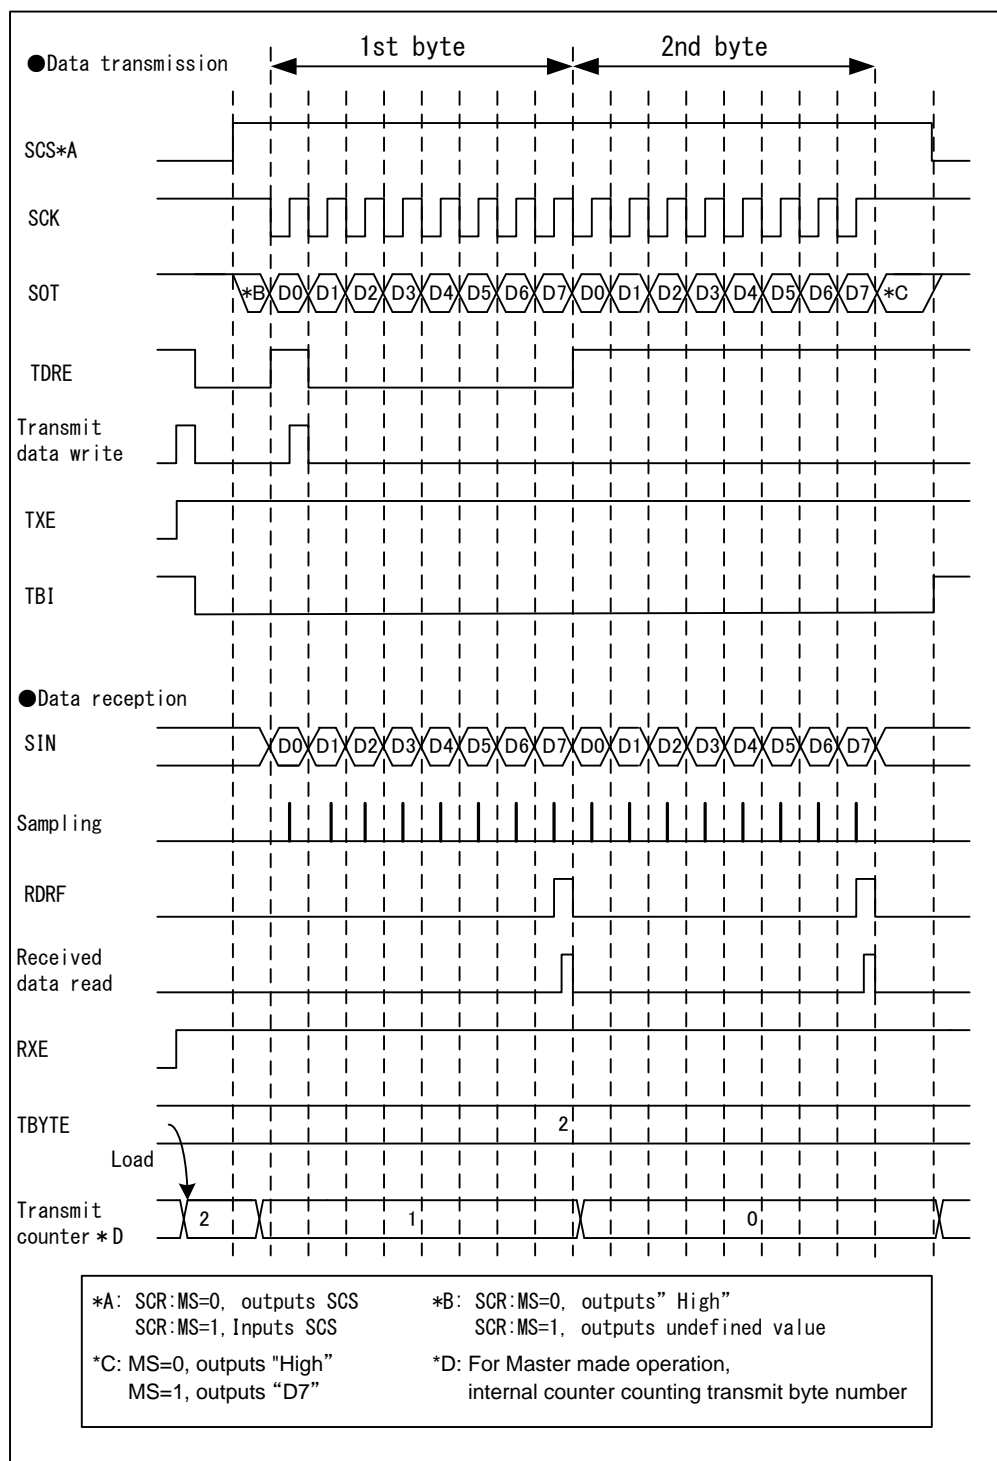 1st byte 2nd byte
●Data transmission
SCS*A
SCK
SOT *B D0 D1 D2 D3 D4 D5 D6 D7 D0 D1 D2 D3 D4 D5 D6 D7 *C
TDRE
Transmit
data write
TXE
TBI
●Data reception
SIN D0 D1 D2 D3 D4 D5 D6 D7 D0 D1 D2 D3 D4 D5 D6 D7
Sampling
RDRF
Received
data read
RXE
TBYTE 2
Load
Transmit
counter *D 2 1 0
*A: SCR:MS=0, outputs SCS
SCR:MS=1, Inputs SCS
*B: SCR:MS=0, outputs” High”
SCR:MS=1, outputs undefined value
*C: MS=0, outputs "High”
MS=1, outputs “D7”
*D: For Master made operation,
internal counter counting transmit byte number